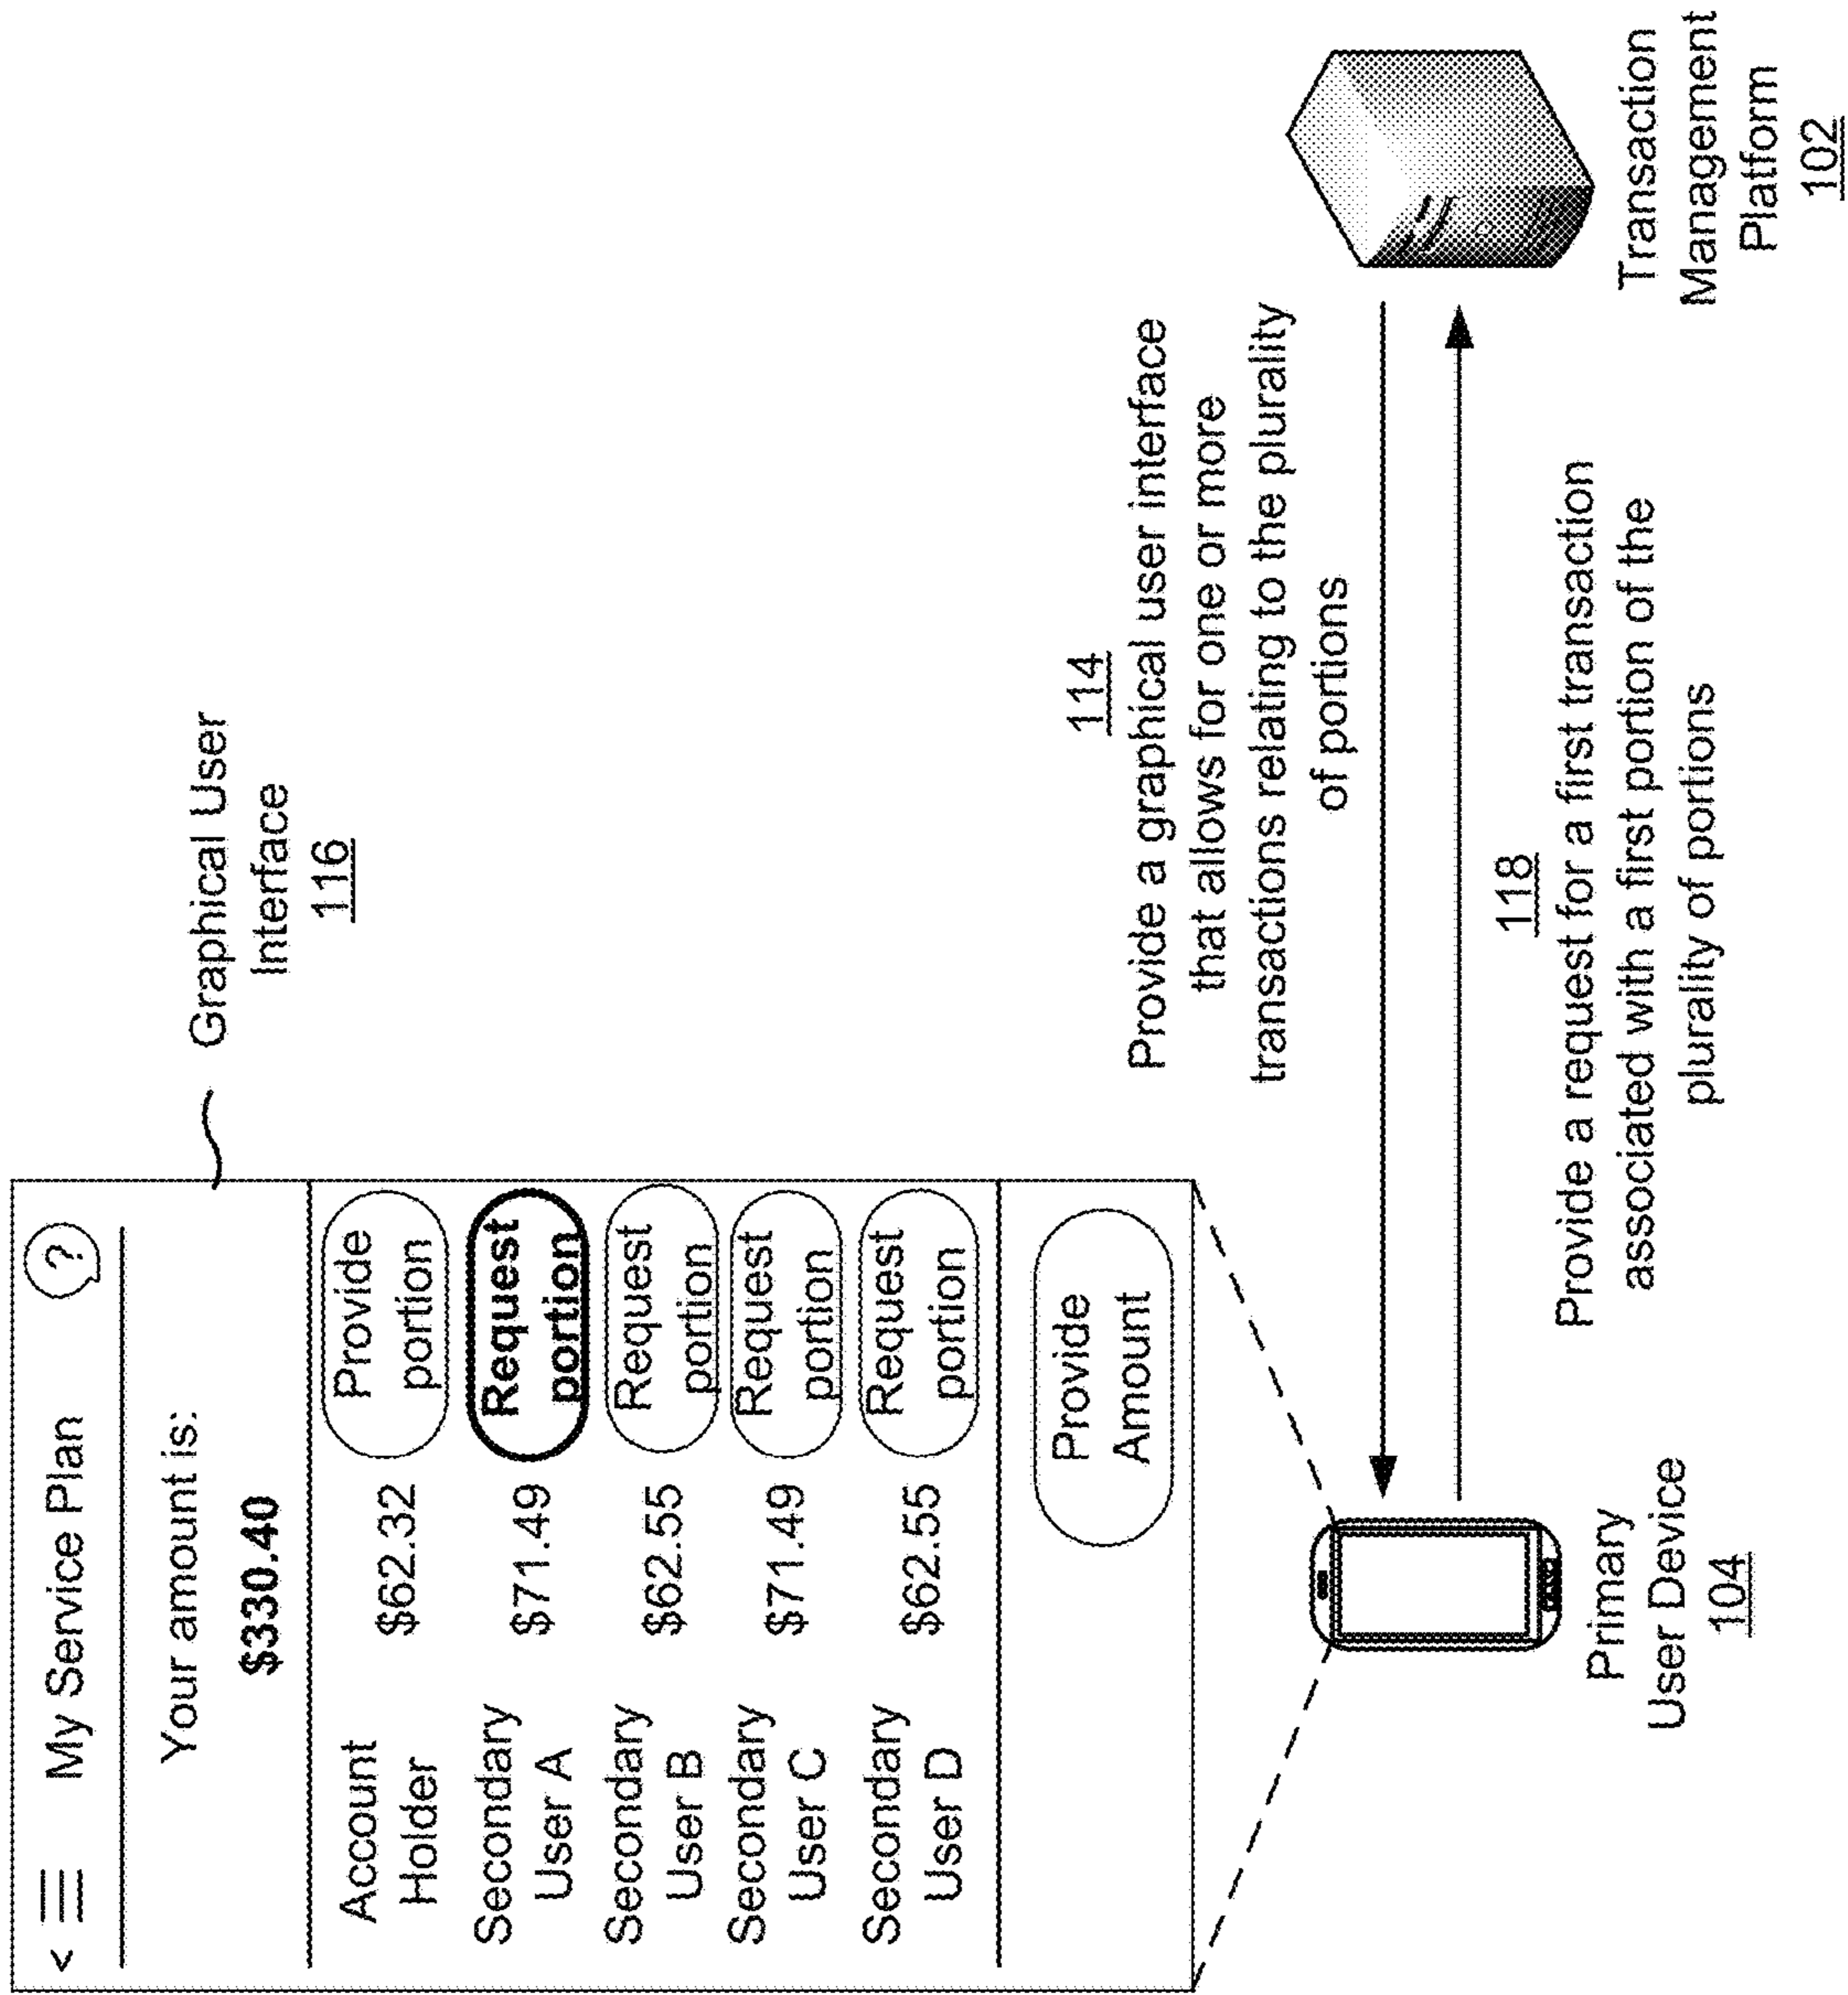 < My Service Plan ?
Your amount is:
$330.40
Account
Holder
$62.32
Provide
portion
Secondary
User A
$71.49
Request
portion
Secondary
User B
$62.55
Request
portion
Secondary
User C
$71.49
Request
portion
Secondary
User D
$62.55
Request
portion
Provide
Amount
Graphical User
Interface
116
114
Provide a graphical user interface
that allows for one or more
transactions relating to the plurality
of portions
118
Provide a request for a first transaction
associated with a first portion of the
plurality of portions
Primary
User Device
104
Transaction
Management
Platform
102